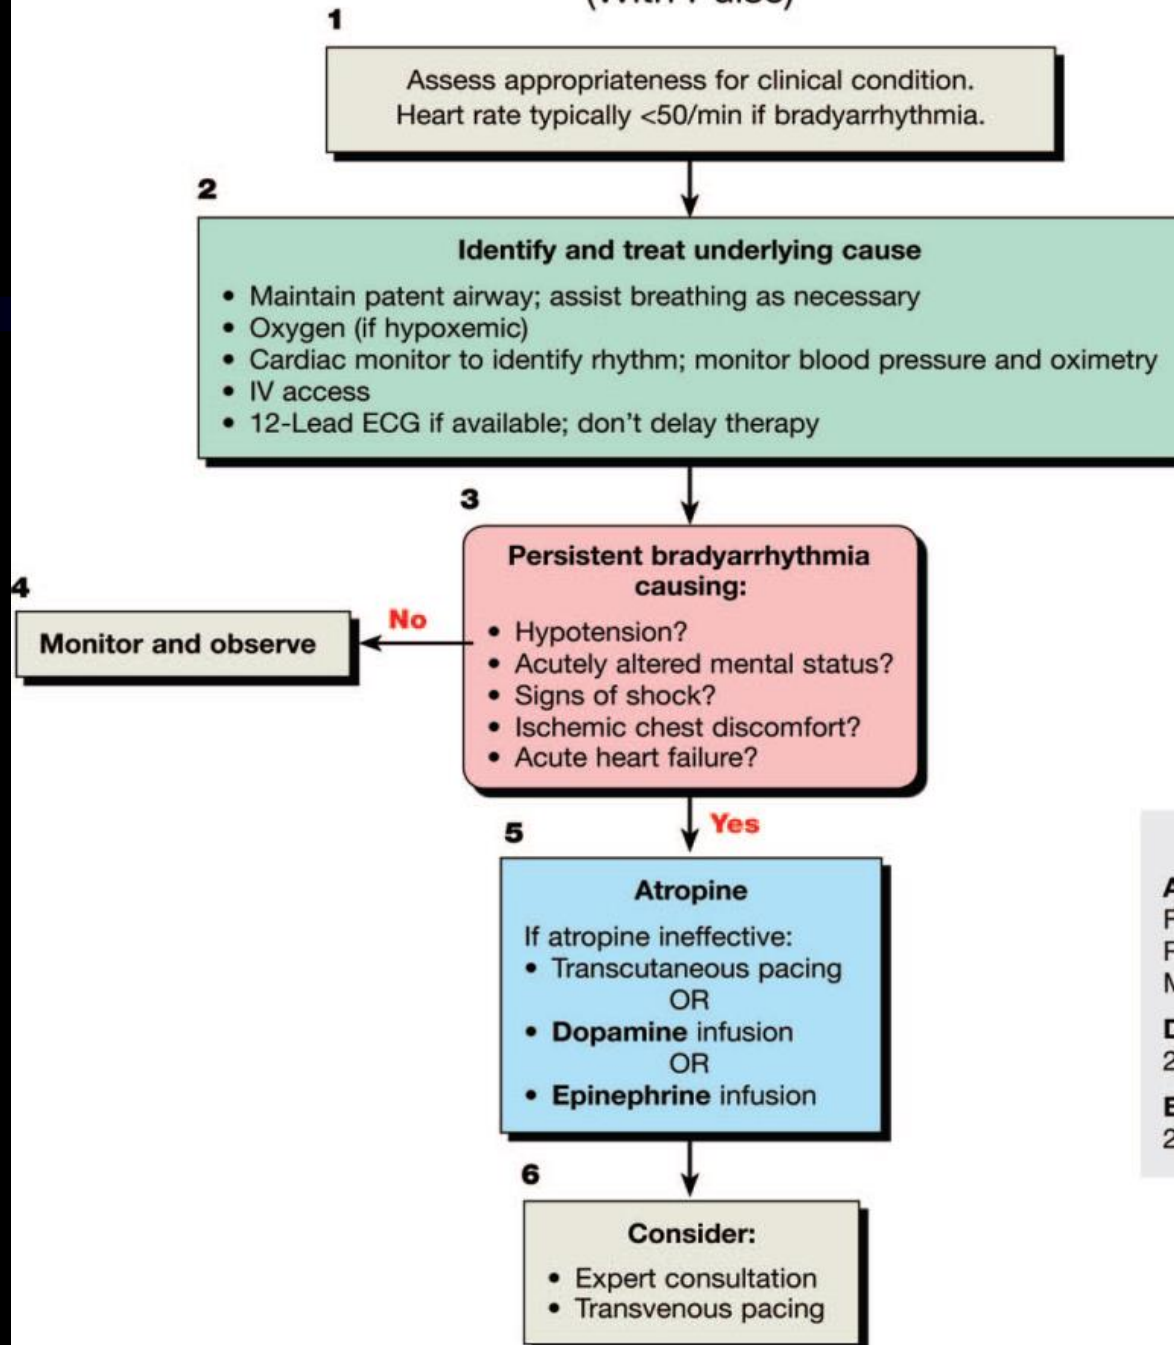 (With Pulse)
1
Assess appropriateness for clinical condition.
Heart rate typically <50/min if bradyarrhythmia.
2
Identify and treat underlying cause
• Maintain patent airway; assist breathing as necessary
• Oxygen (if hypoxemic)
• Cardiac monitor to identify rhythm; monitor blood pressure and oximetry
• IV access
• 12-Lead ECG if available; don't delay therapy
3
Persistent bradyarrhythmia
causing:
• Hypotension?
• Acutely altered mental status?
• Signs of shock?
• Ischemic chest discomfort?
• Acute heart failure?
4
No
Monitor and observe
Yes
5
Atropine
If atropine ineffective:
• Transcutaneous pacing
OR
• Dopamine infusion
OR
• Epinephrine infusion
6
Consider:
• Expert consultation
• Transvenous pacing